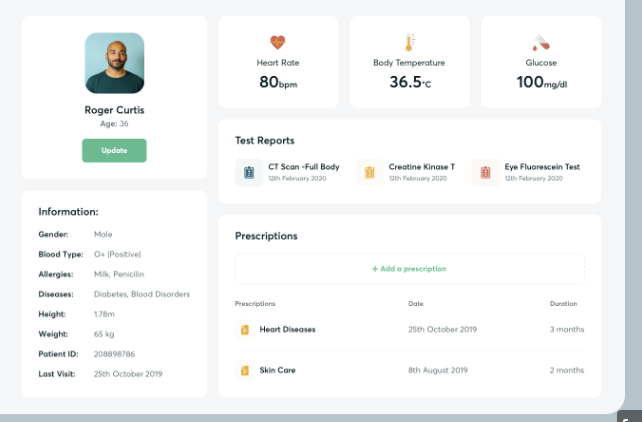 Roger Curtis
Age: 36
Update
Information:
Gender: Male
Blood Type: O+ (Positive)
Allergies: Milk, Penicilin
Diseases: Diabetes, Blood Disorders
Height: 1.78m
Weight: 65 kg
Patient ID: 208898786
Last Visit: 25th October 2019
Heart Rate
80bpm
Body Temperature
36.5°C
Glucose
100mg/dl
Test Reports
CT Scan -Full Body
12th February 2020
Creatine Kinase T
12th February 2020
Eye Fluorescein Test
12th February 2020
Prescriptions
+ Add a prescription
Prescriptions Date Duration
Heart Diseases 25th October 2019 3 months
Skin Care 8th August 2019 2 months